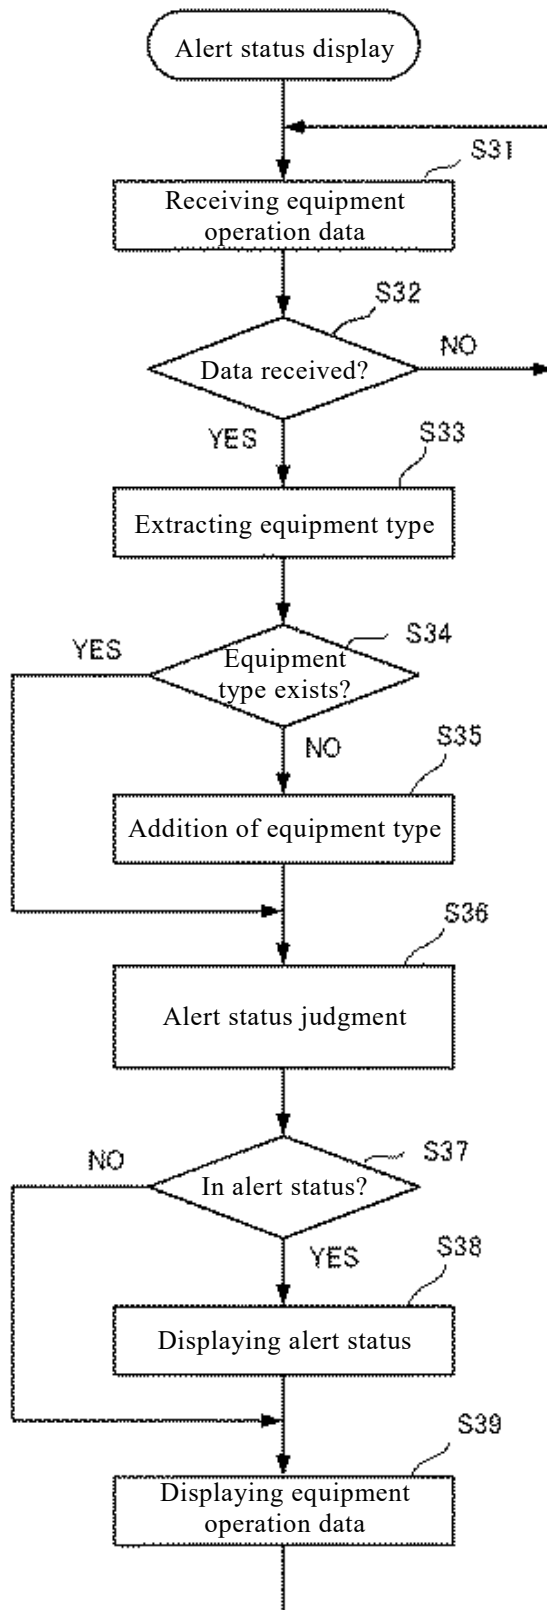 Alert status display
S31
Receiving equipment
operation data
S32
Data received?
NO
YES
S33
Extracting equipment type
S34
YES
Equipment
type exists?
NO
S35
Addition of equipment type
S36
Alert status judgment
S37
NO
In alert status?
YES
S38
Displaying alert status
S39
Displaying equipment
operation data